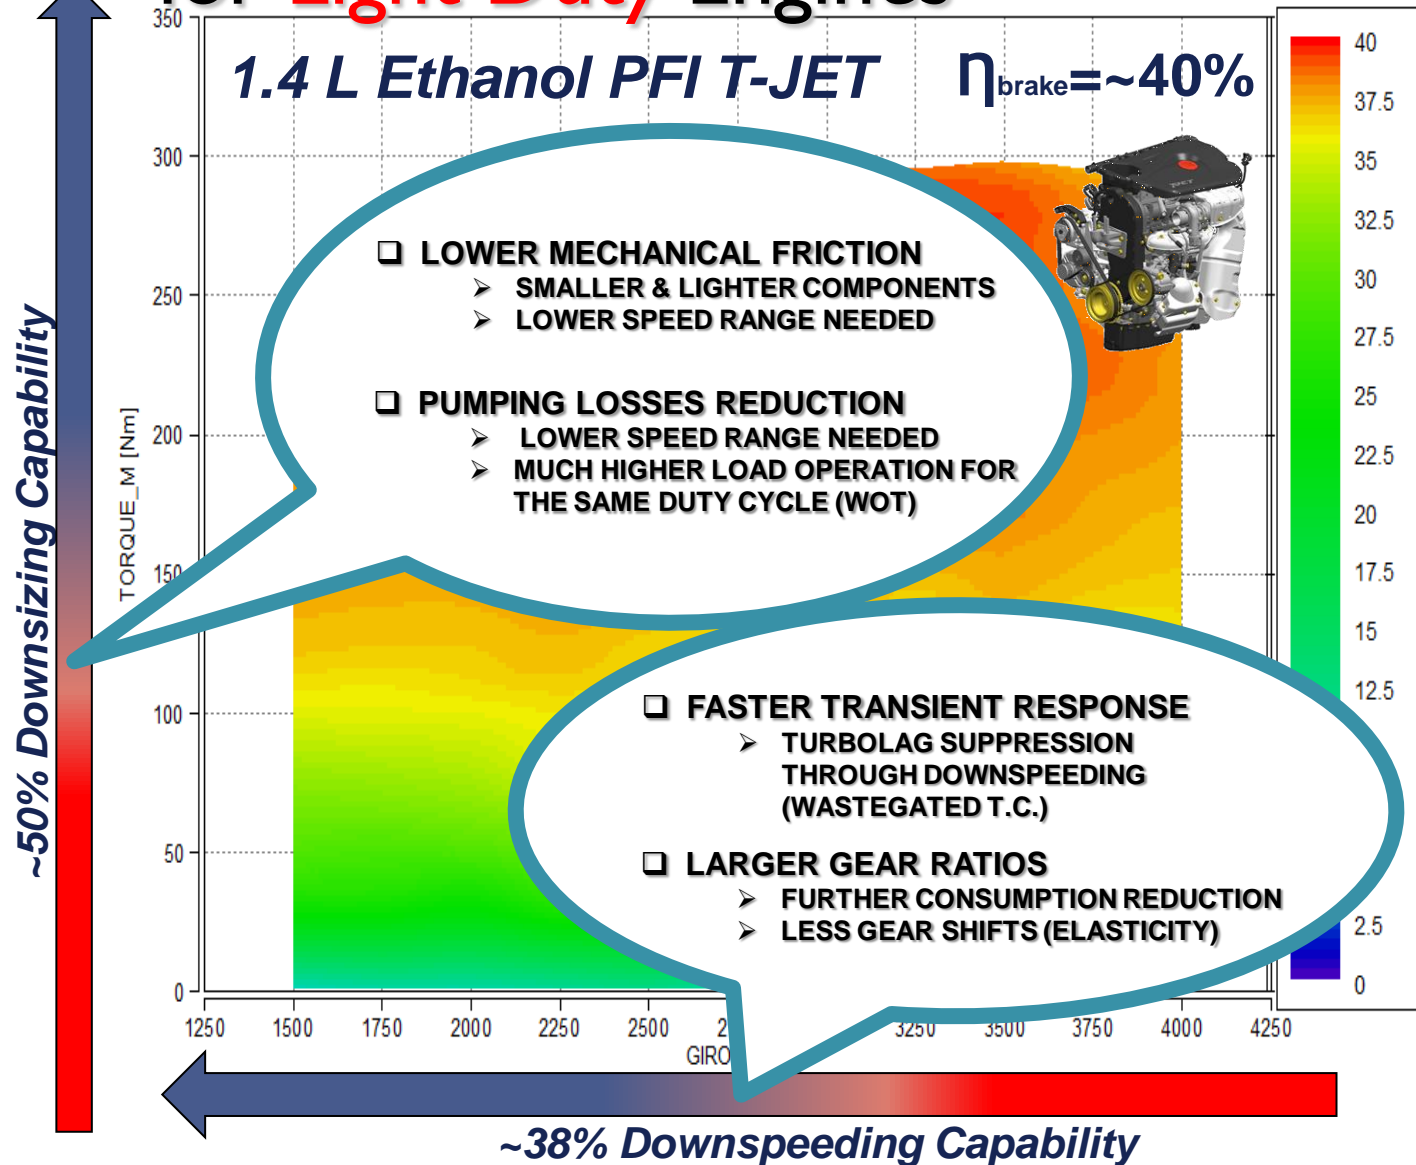 for Light Duty Engines
1.4 L Ethanol PFI T-JET
ηbrake=~40%
❑ LOWER MECHANICAL FRICTION
➢ SMALLER & LIGHTER COMPONENTS
➢ LOWER SPEED RANGE NEEDED
❑ PUMPING LOSSES REDUCTION
➢ LOWER SPEED RANGE NEEDED
➢ MUCH HIGHER LOAD OPERATION FOR
THE SAME DUTY CYCLE (WOT)
❑ FASTER TRANSIENT RESPONSE
➢ TURBOLAG SUPPRESSION
THROUGH DOWNSPEEDING
(WASTEGATED T.C.)
❑ LARGER GEAR RATIOS
➢ FURTHER CONSUMPTION REDUCTION
➢ LESS GEAR SHIFTS (ELASTICITY)
~50% Downsizing Capability
TORQUE_M [Nm]
350
300
250
200
150
100
50
0
1250 1500 1750 2000 2250 2500 3250 3500 3750 4000 4250
GIRO
~38% Downspeeding Capability
40
37.5
35
32.5
30
27.5
25
22.5
20
17.5
15
12.5
2.5
0